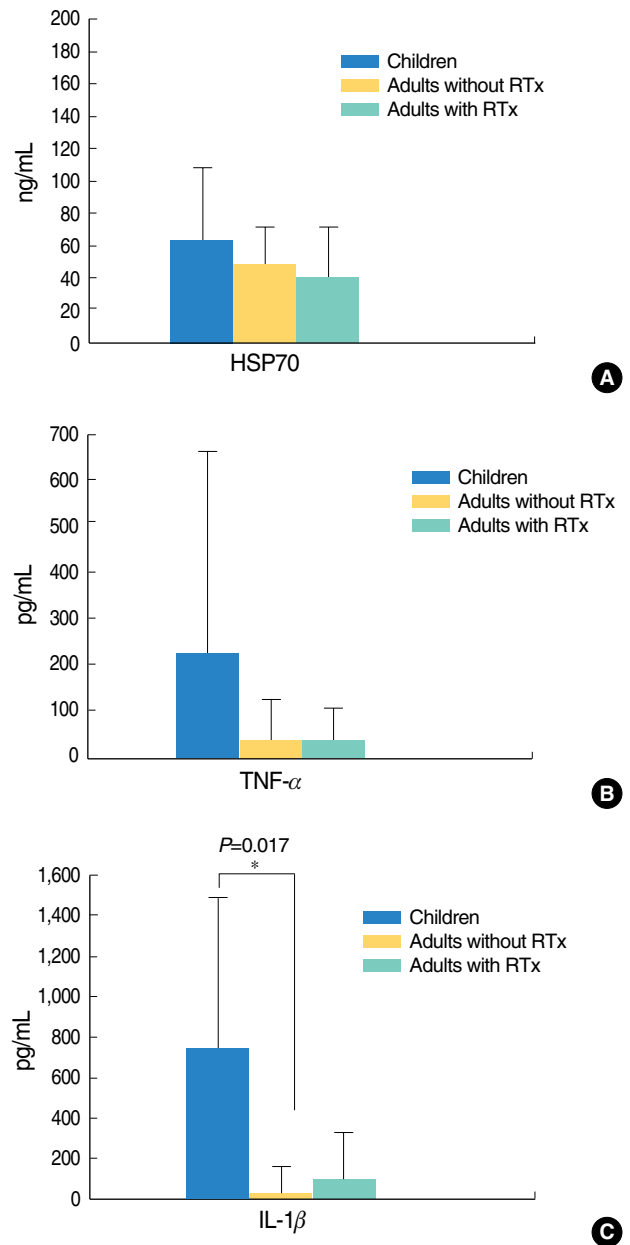 200
180
160
140
120
100
80
60
40
20
0
ng/mL
Children
Adults without RTx
Adults with RTx
HSP70
A
700
600
500
400
300
200
100
0
pg/mL
Children
Adults without RTx
Adults with RTx
TNF-α
B
P=0.017
*
1,600
1,400
1,200
1,000
800
600
400
200
0
pg/mL
Children
Adults without RTx
Adults with RTx
IL-1β
C